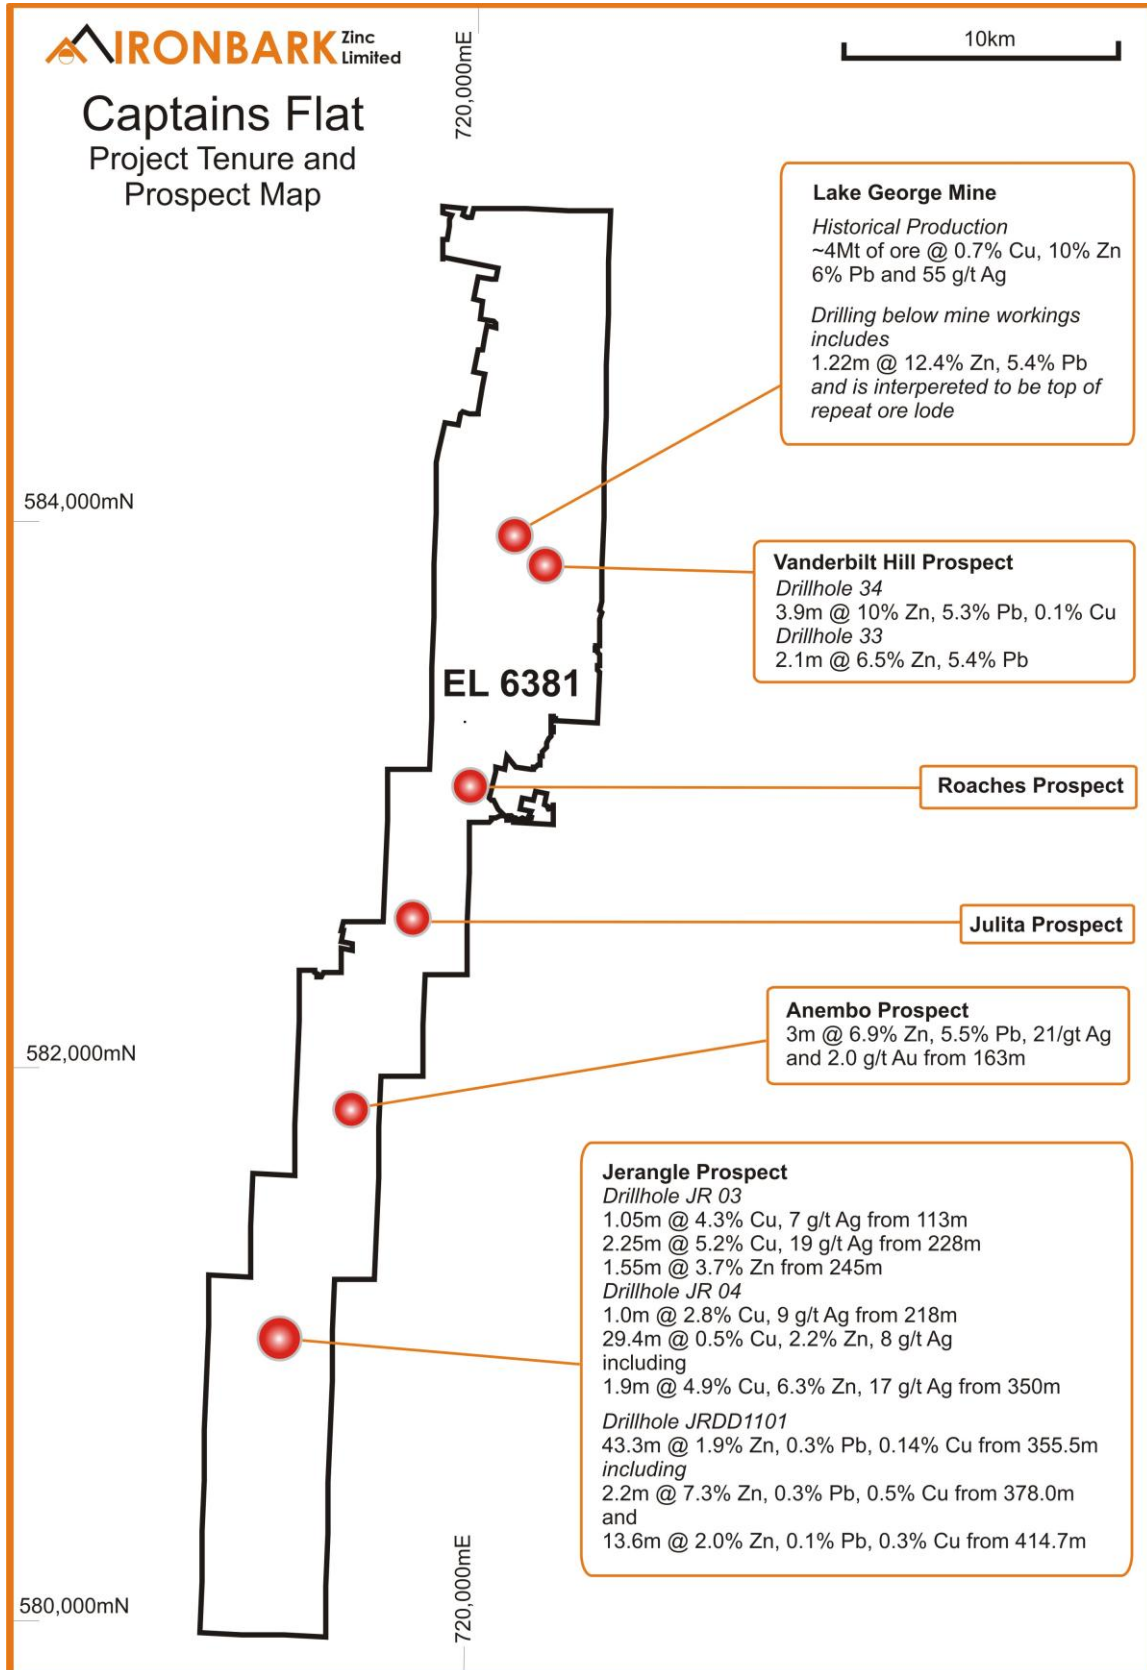 IRONBARK Zinc Limited
Captains Flat
Project Tenure and
Prospect Map
720,000mE
10km
Lake George Mine
Historical Production
~4Mt of ore @ 0.7% Cu, 10% Zn
6% Pb and 55 g/t Ag
Drilling below mine workings
includes
1.22m @ 12.4% Zn, 5.4% Pb
and is interpereted to be top of
repeat ore lode
584,000mN
Vanderbilt Hill Prospect
Drillhole 34
3.9m @ 10% Zn, 5.3% Pb, 0.1% Cu
Drillhole 33
2.1m @ 6.5% Zn, 5.4% Pb
EL 6381
Roaches Prospect
Julita Prospect
582,000mN
Anembo Prospect
3m @ 6.9% Zn, 5.5% Pb, 21/gt Ag
and 2.0 g/t Au from 163m
Jerangle Prospect
Drillhole JR 03
1.05m @ 4.3% Cu, 7 g/t Ag from 113m
2.25m @ 5.2% Cu, 19 g/t Ag from 228m
1.55m @ 3.7% Zn from 245m
Drillhole JR 04
1.0m @ 2.8% Cu, 9 g/t Ag from 218m
29.4m @ 0.5% Cu, 2.2% Zn, 8 g/t Ag
including
1.9m @ 4.9% Cu, 6.3% Zn, 17 g/t Ag from 350m
Drillhole JRDD1101
43.3m @ 1.9% Zn, 0.3% Pb, 0.14% Cu from 355.5m
including
2.2m @ 7.3% Zn, 0.3% Pb, 0.5% Cu from 378.0m
and
13.6m @ 2.0% Zn, 0.1% Pb, 0.3% Cu from 414.7m
580,000mN
720,000mE